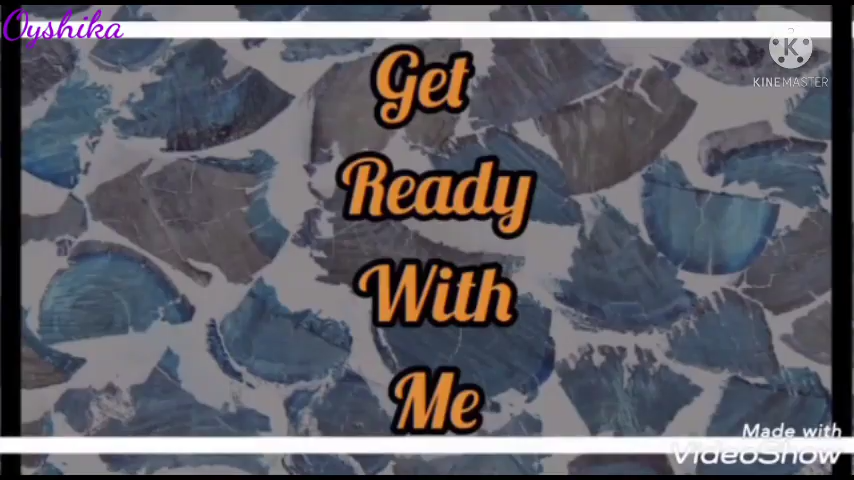 Oyshika
K
KINEMASTER
Get
Ready
With
Me
Made with
VideoShow